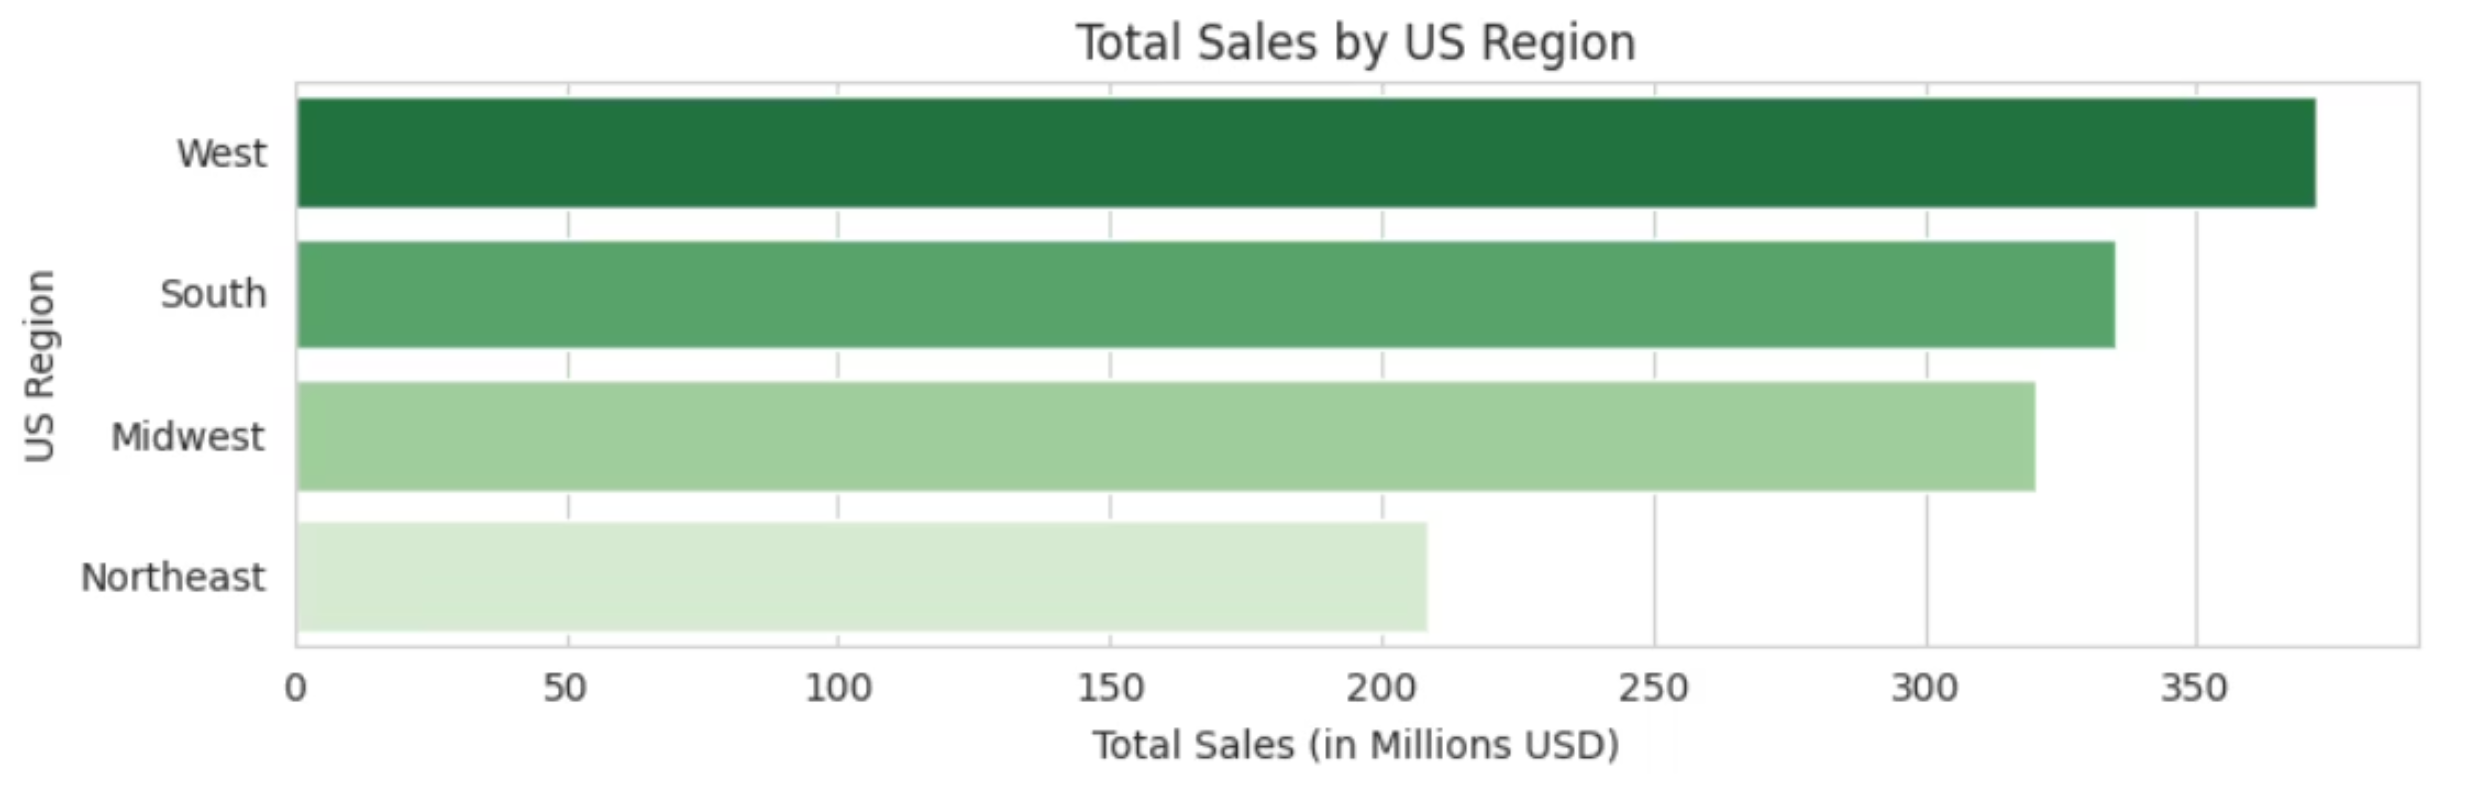 Total Sales by US Region
US Region
West
South
Midwest
Northeast
0 50 100 150 200 250 300 350
Total Sales (in Millions USD)